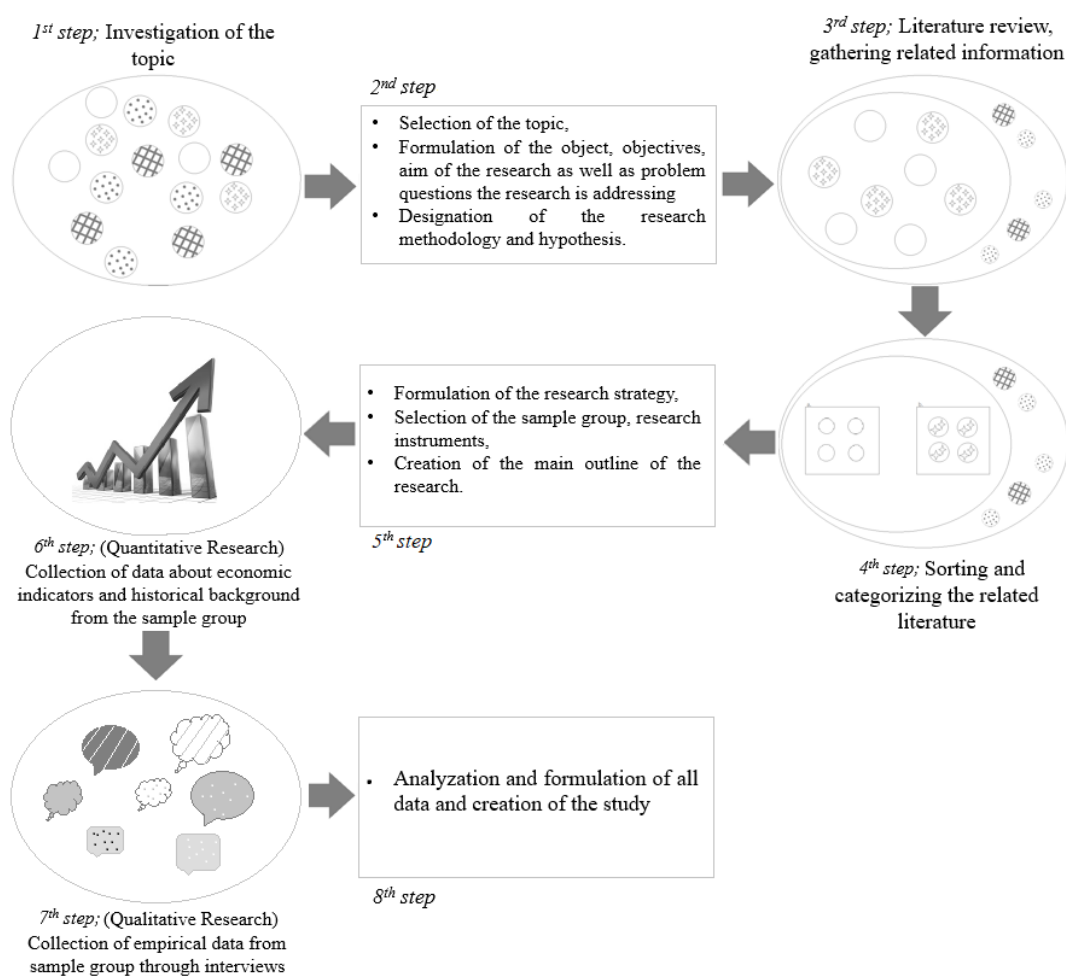 1st step; Investigation of the
topic
2nd step
• Selection of the topic,
• Formulation of the object, objectives,
aim of the research as well as problem
questions the research is addressing
• Designation of the research
methodology and hypothesis.
3rd step; Literature review,
gathering related information
4th step; Sorting and
categorizing the related
literature
• Formulation of the research strategy,
• Selection of the sample group, research
instruments,
• Creation of the main outline of the
research.
5th step
6th step; (Quantitative Research)
Collection of data about economic
indicators and historical background
from the sample group
7th step; (Qualitative Research)
Collection of empirical data from
sample group through interviews
• Analyzation and formulation of all
data and creation of the study
8th step